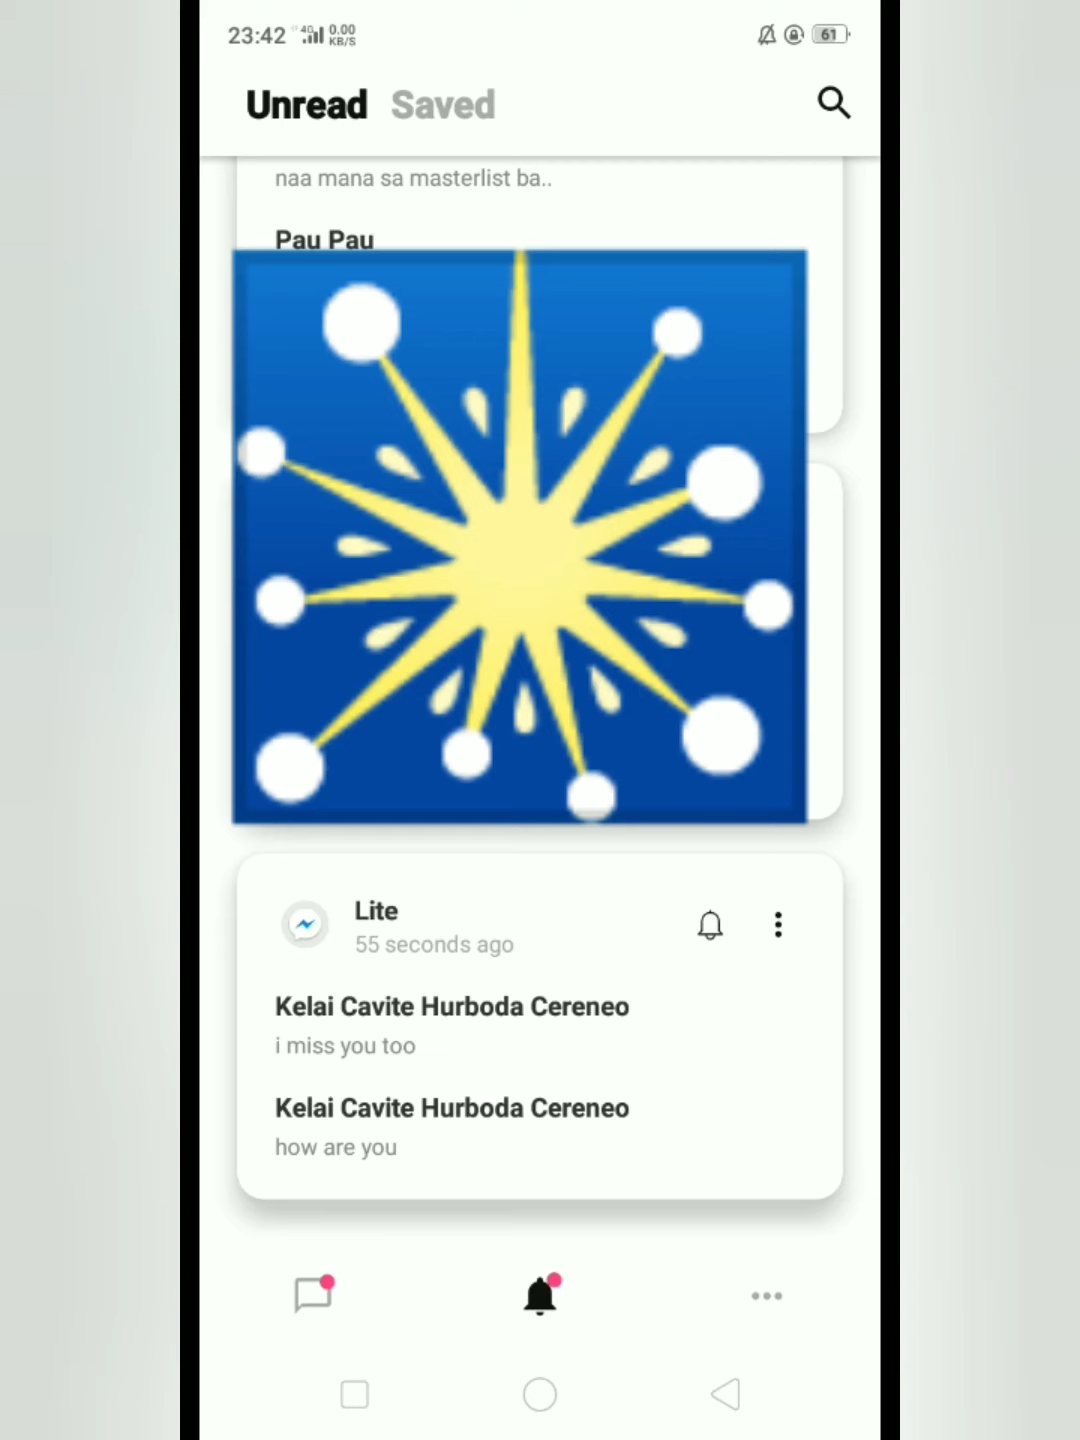 23:42 4G 0.00 KB/S 61
Unread Saved
naa mana sa masterlist ba..
Pau Pau
Lite
55 seconds ago
Kelai Cavite Hurboda Cereneo
i miss you too
Kelai Cavite Hurboda Cereneo
how are you